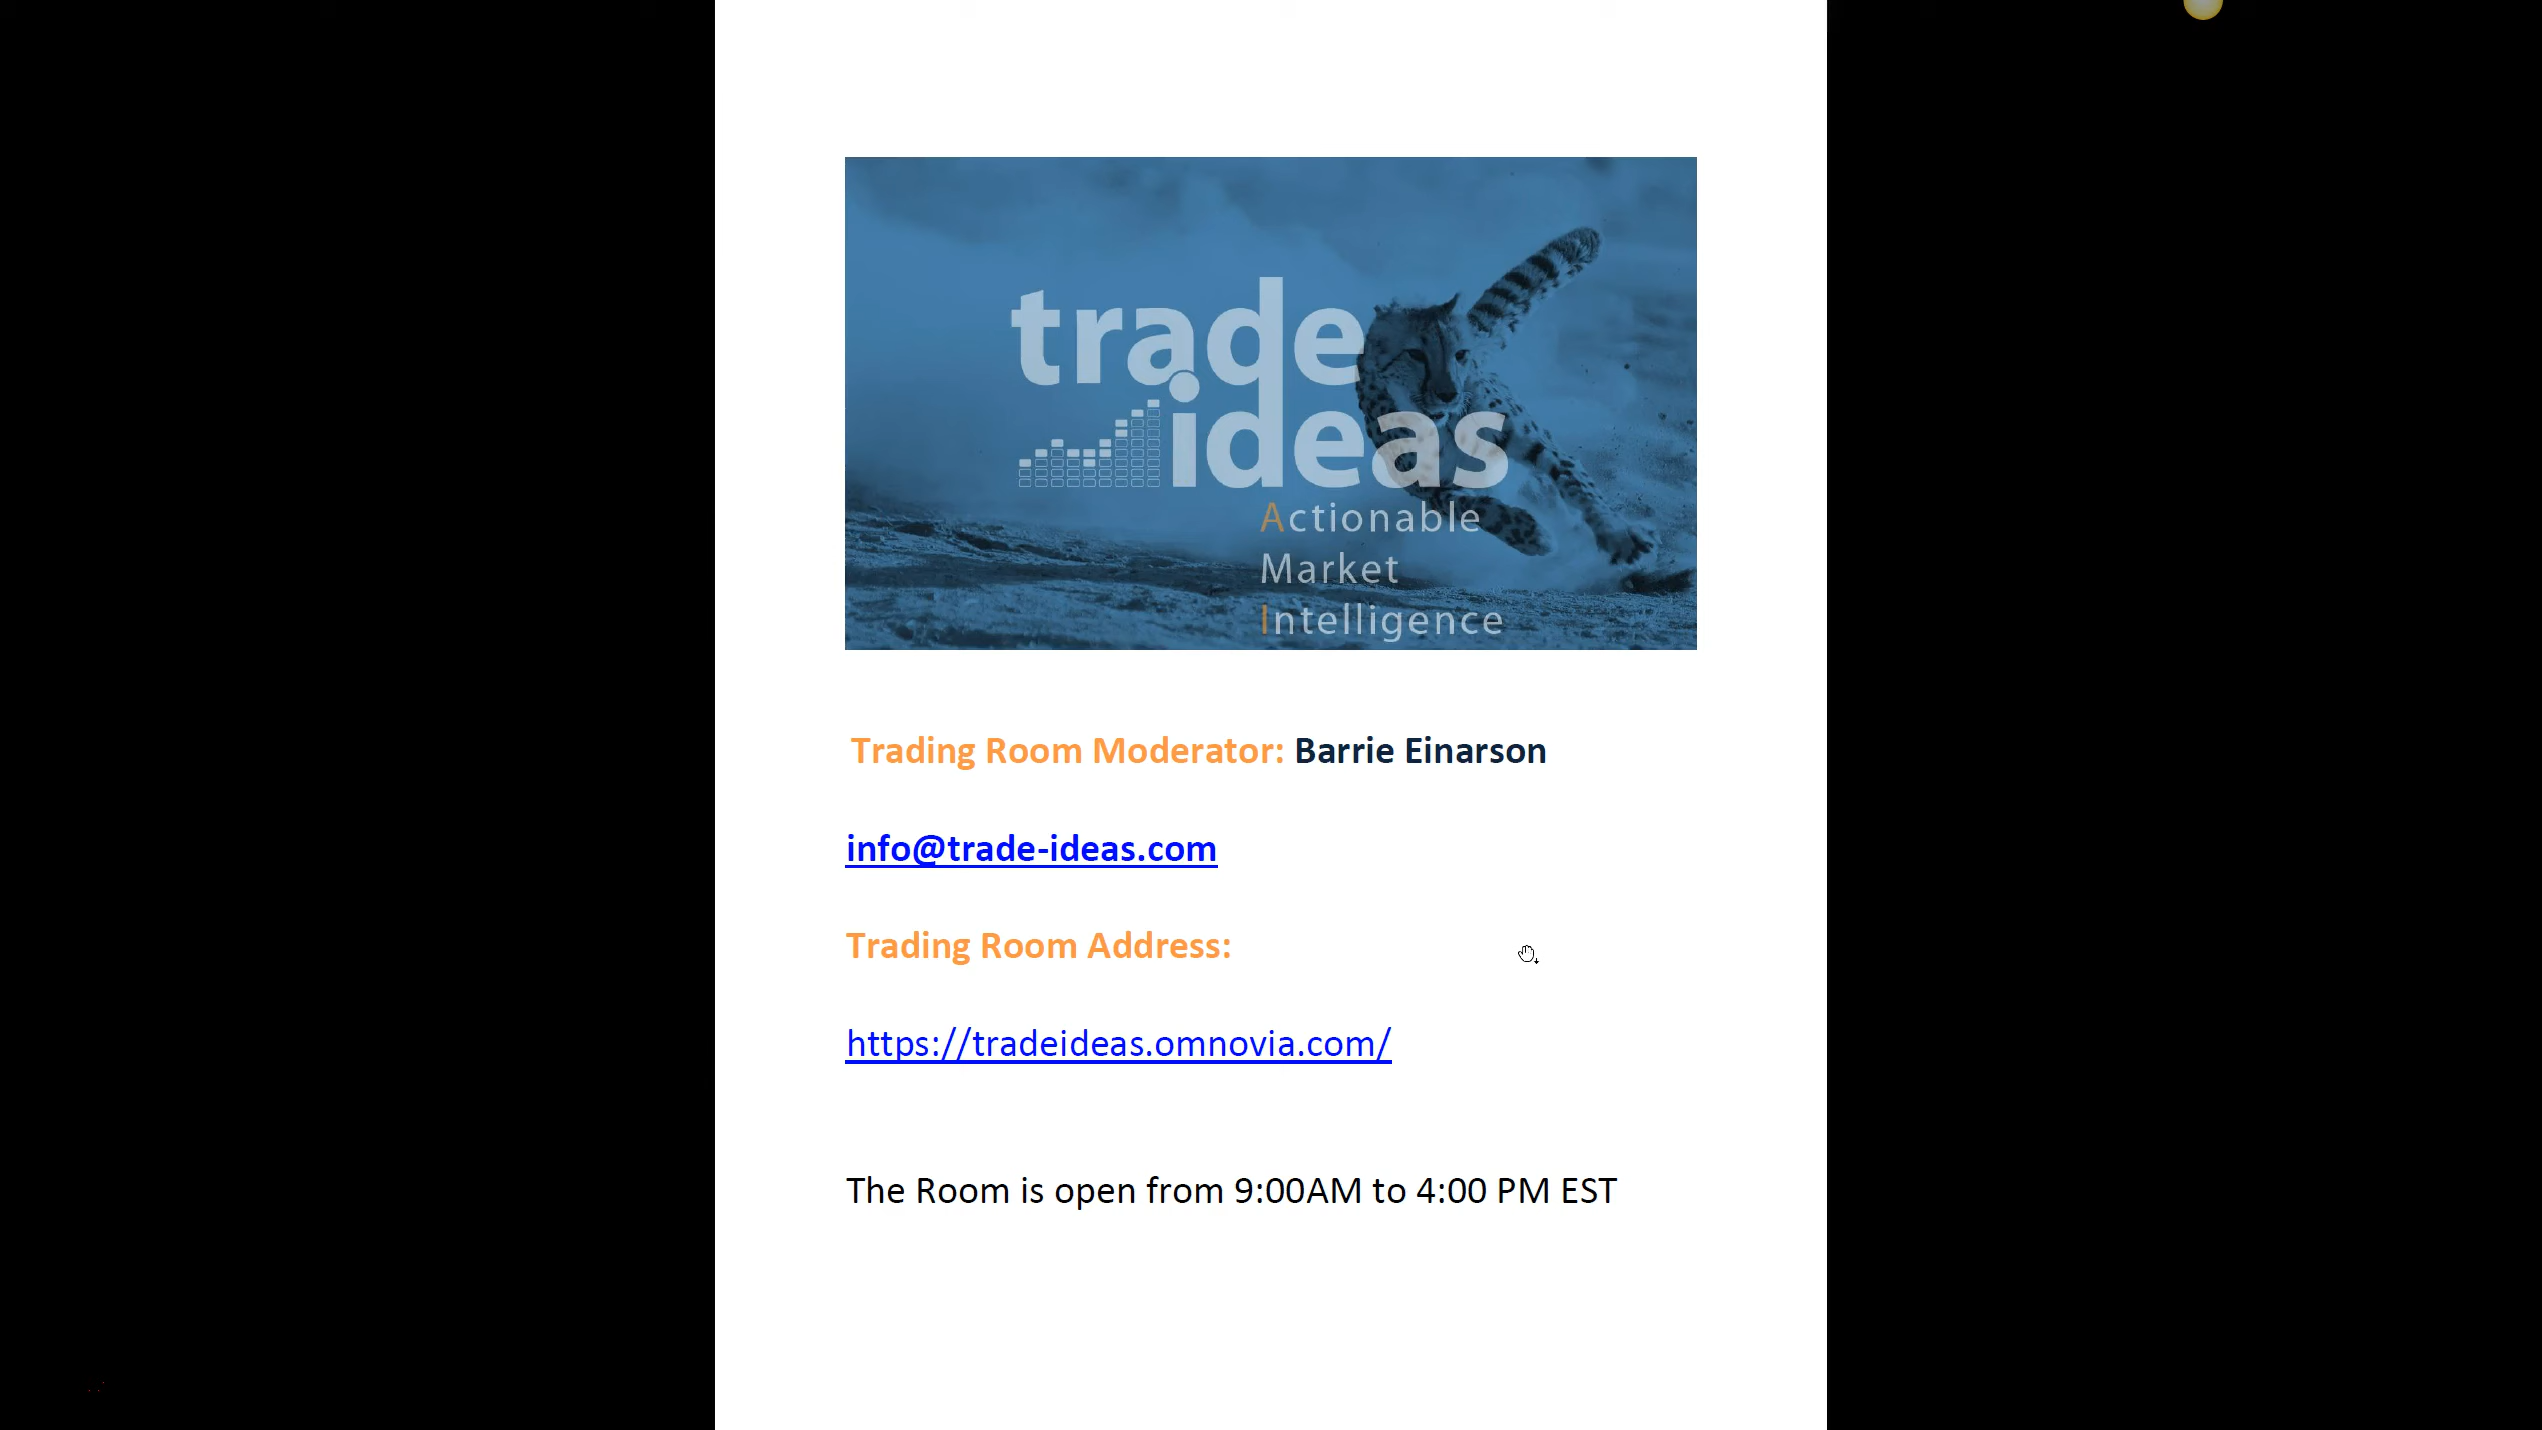 trade
ideas
Actionable
Market
Intelligence
Trading Room Moderator: Barrie Einarson
info@trade-ideas.com
Trading Room Address:
https://tradeideas.omnovia.com/
The Room is open from 9:00AM to 4:00 PM EST